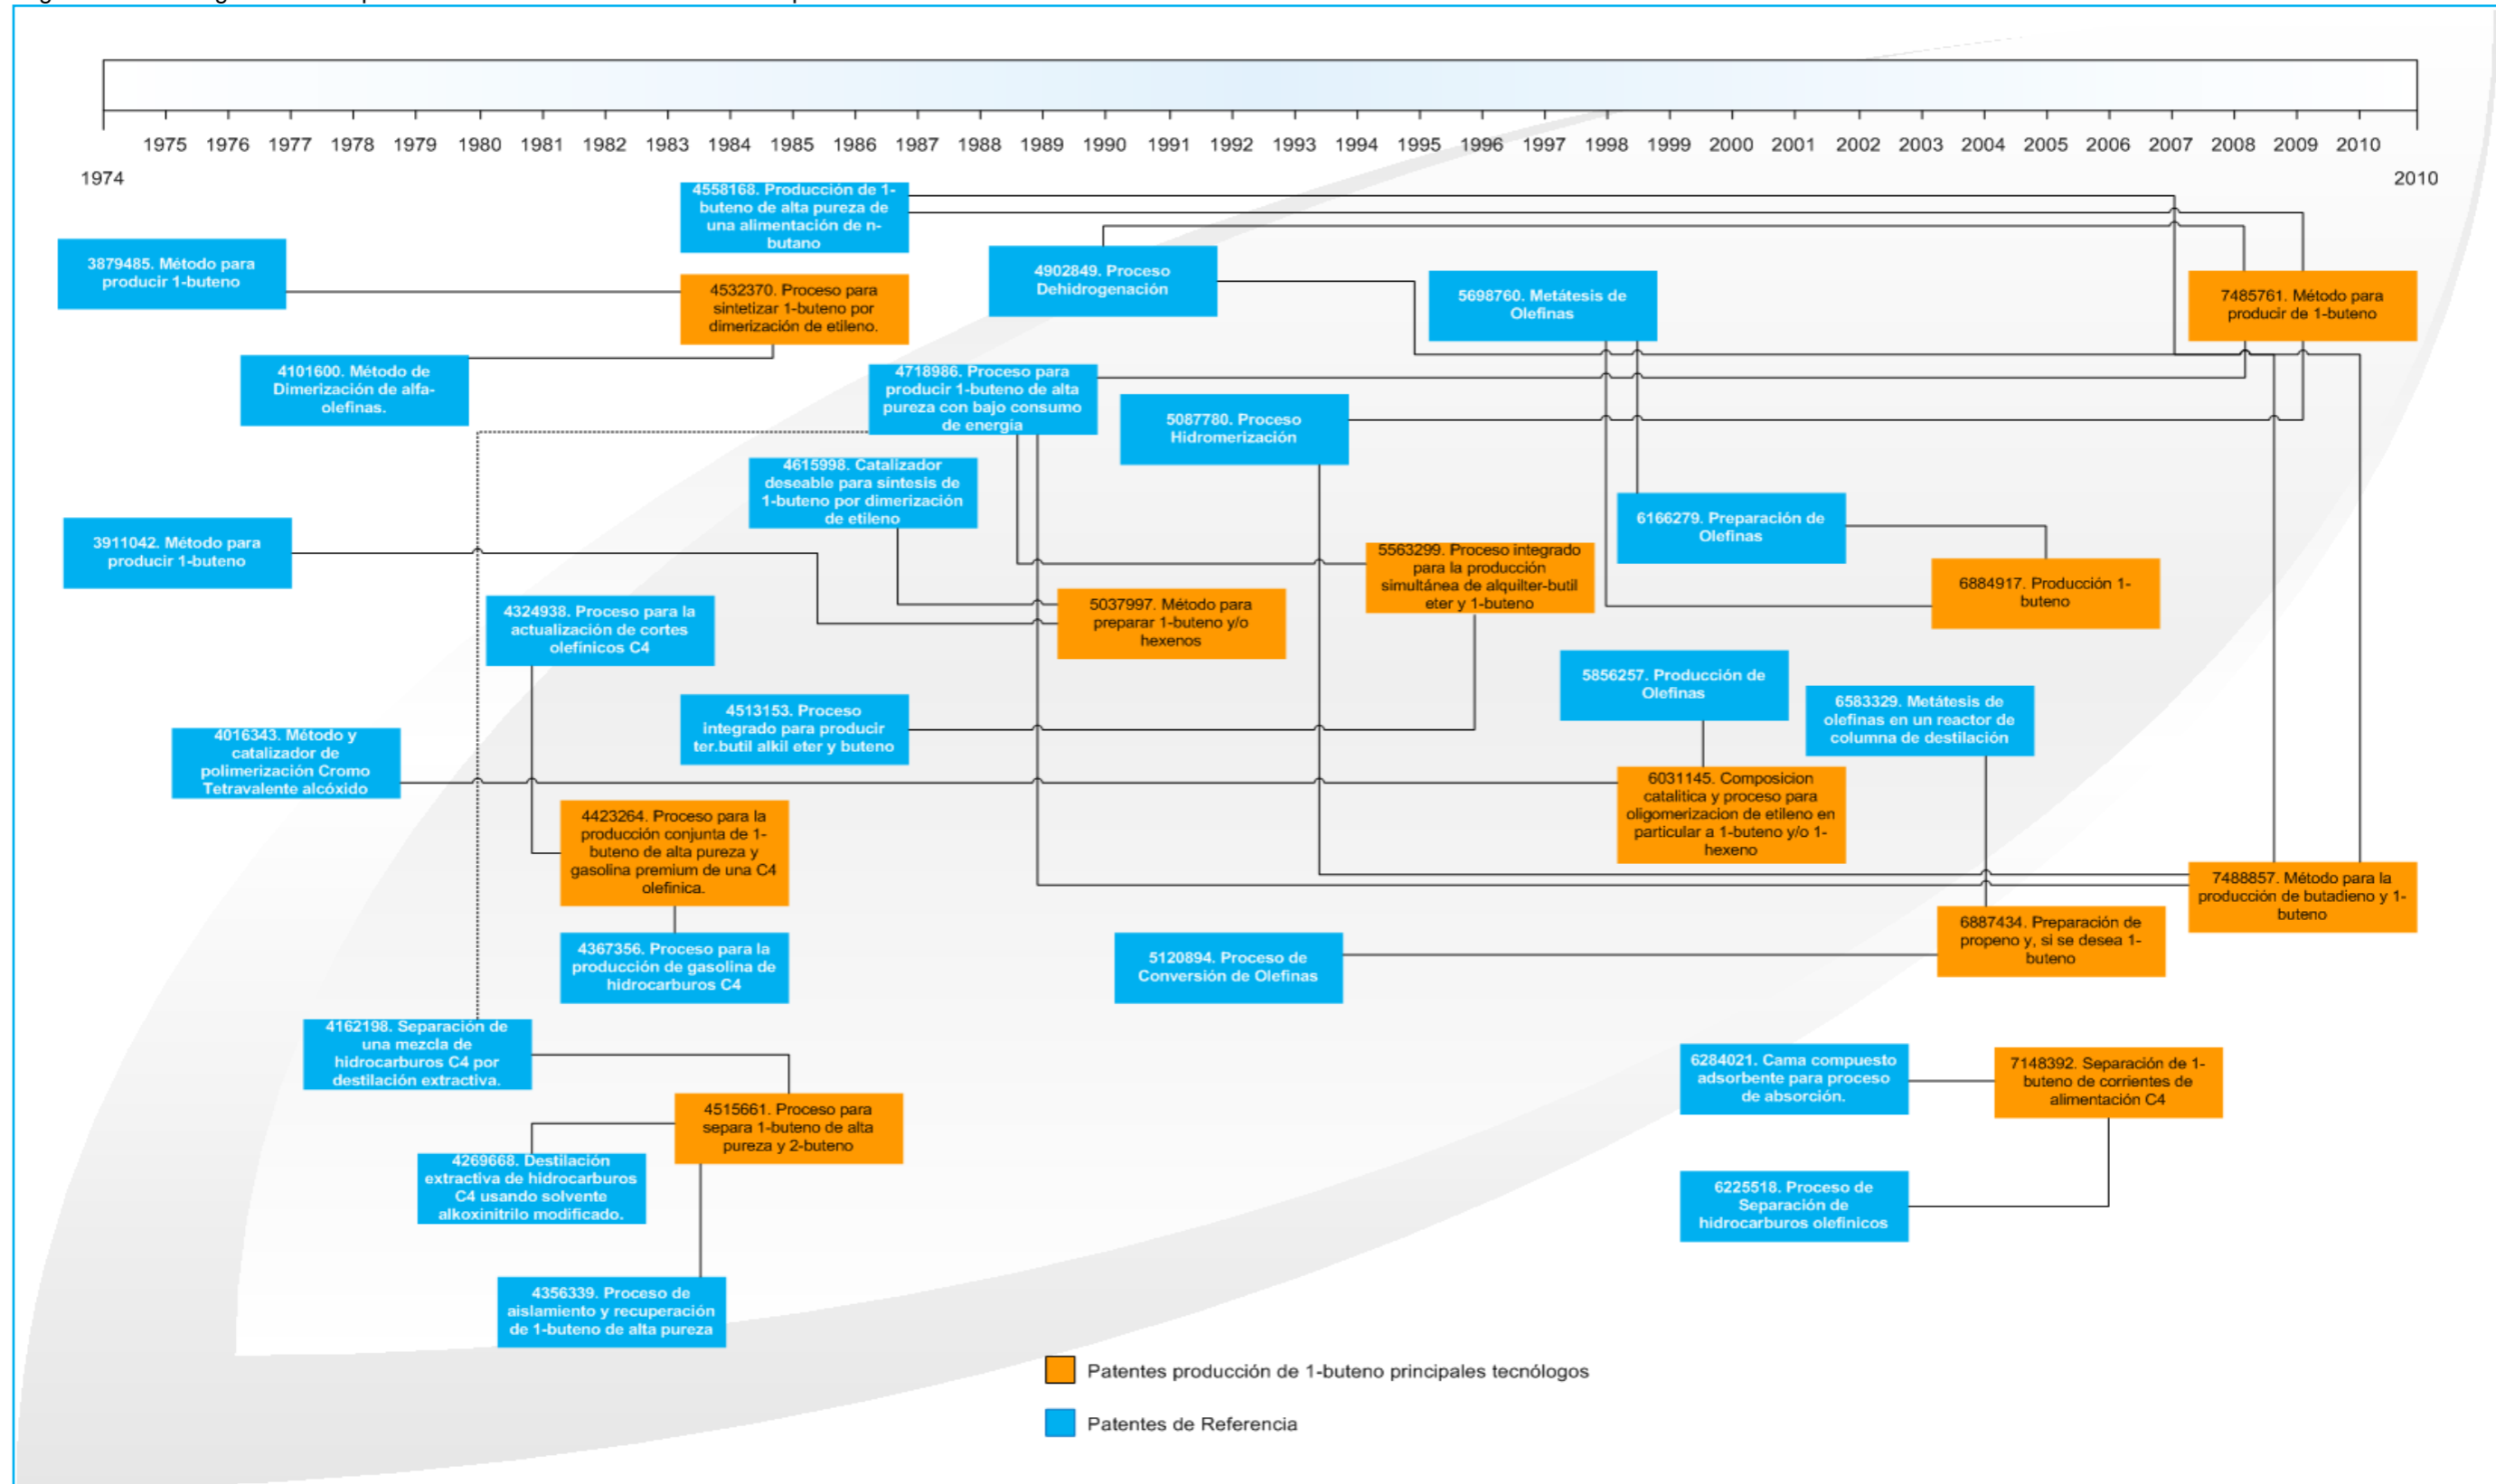 1975 1976 1977 1978 1979 1980 1981 1982 1983 1984 1985 1986 1987 1988 1989 1990 1991 1992 1993 1994 1995 1996 1997 1998 1999 2000 2001 2002 2003 2004 2005 2006 2007 2008 2009 2010
1974
2010
4558168. Producción de 1-
buteno de alta pureza de
una alimentación de n-
butano
3879485. Método para
producir 1-buteno
4532370. Proceso para
sintetizar 1-buteno por
dimerización de etileno.
4902849. Proceso
Dehidrogenación
5698760. Metátesis de
Olefinas
7485761. Método para
producir de 1-buteno
4101600. Método de
Dimerización de alfa-
olefinas.
4718986. Proceso para
producir 1-buteno de alta
pureza con bajo consumo
de energía
5087780. Proceso
Hidromerización
4615998. Catalizador
deseable para síntesis de
1-buteno por dimerización
de etileno
6166279. Preparación de
Olefinas
3911042. Método para
producir 1-buteno
5563299. Proceso integrado
para la producción
simultánea de alquilter-butil
eter y 1-buteno
6884917. Producción 1-
buteno
4324938. Proceso para la
actualización de cortes
olefínicos C4
5037997. Método para
preparar 1-buteno y/o
hexenos
5856257. Producción de
Olefinas
6583329. Metátesis de
olefinas en un reactor de
columna de destilación
4513153. Proceso
integrado para producir
ter.butil alkil eter y buteno
4016343. Método y
catalizador de
polimerización Cromo
Tetravalente alcóxido
6031145. Composicion
catalitica y proceso para
oligomerizacion de etileno en
particular a 1-buteno y/o 1-
hexeno
4423264. Proceso para la
producción conjunta de 1-
buteno de alta pureza y
gasolina premium de una C4
olefinica.
7488857. Método para la
producción de butadieno y 1-
buteno
6887434. Preparación de
propeno y, si se desea 1-
buteno
4367356. Proceso para la
producción de gasolina de
hidrocarburos C4
5120894. Proceso de
Conversión de Olefinas
4162198. Separación de
una mezcla de
hidrocarburos C4 por
destilación extractiva.
6284021. Cama compuesto
adsorbente para proceso
de absorción.
7148392. Separación de 1-
buteno de corrientes de
alimentación C4
4515661. Proceso para
separa 1-buteno de alta
pureza y 2-buteno
4269668. Destilación
extractiva de hidrocarburos
C4 usando solvente
alkoxinitrilo modificado.
6225518. Proceso de
Separación de
hidrocarburos olefinicos
4356339. Proceso de
aislamiento y recuperación
de 1-buteno de alta pureza
Patentes producción de 1-buteno principales tecnólogos
Patentes de Referencia